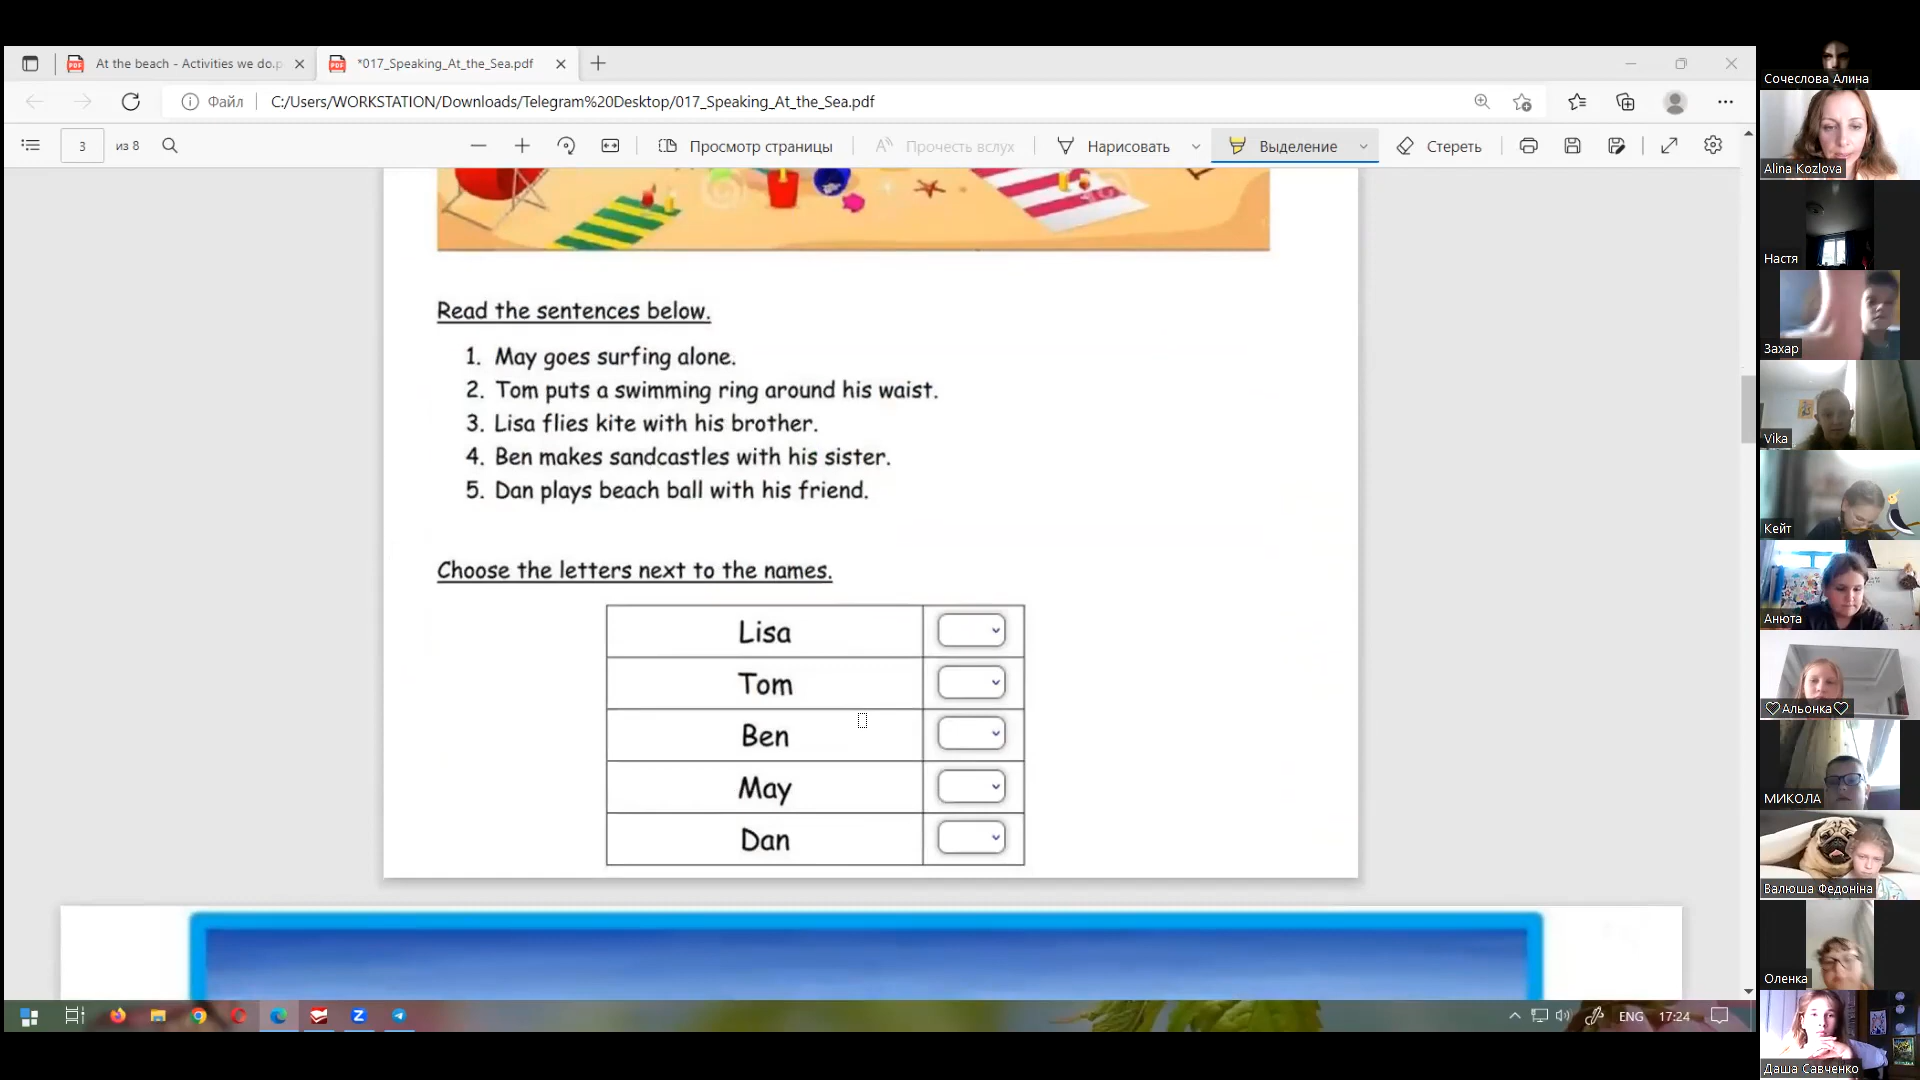 At the beach - Activities we do.p
*017_Speaking_At_the_Sea.pdf
Файл
C:/Users/WORKSTATION/Downloads/Telegram%20Desktop/017_Speaking_At_the_Sea.pdf
3
из 8
Просмотр страницы
Прочесть вслух
Нарисовать
Выделение
Стереть
Read the sentences below.
1. May goes surfing alone.
2. Tom puts a swimming ring around his waist.
3. Lisa flies kite with his brother.
4. Ben makes sandcastles with his sister.
5. Dan plays beach ball with his friend.
Choose the letters next to the names.
Lisa
Tom
Ben
May
Dan
ENG
17:24
Сочеслова Алина
Alina Kozlova
Настя
Захар
Vika
Кейт
Анюта
♡Альонка♡
МИКОЛА
Валюша Федоніна
Оленка
Даша Савченко